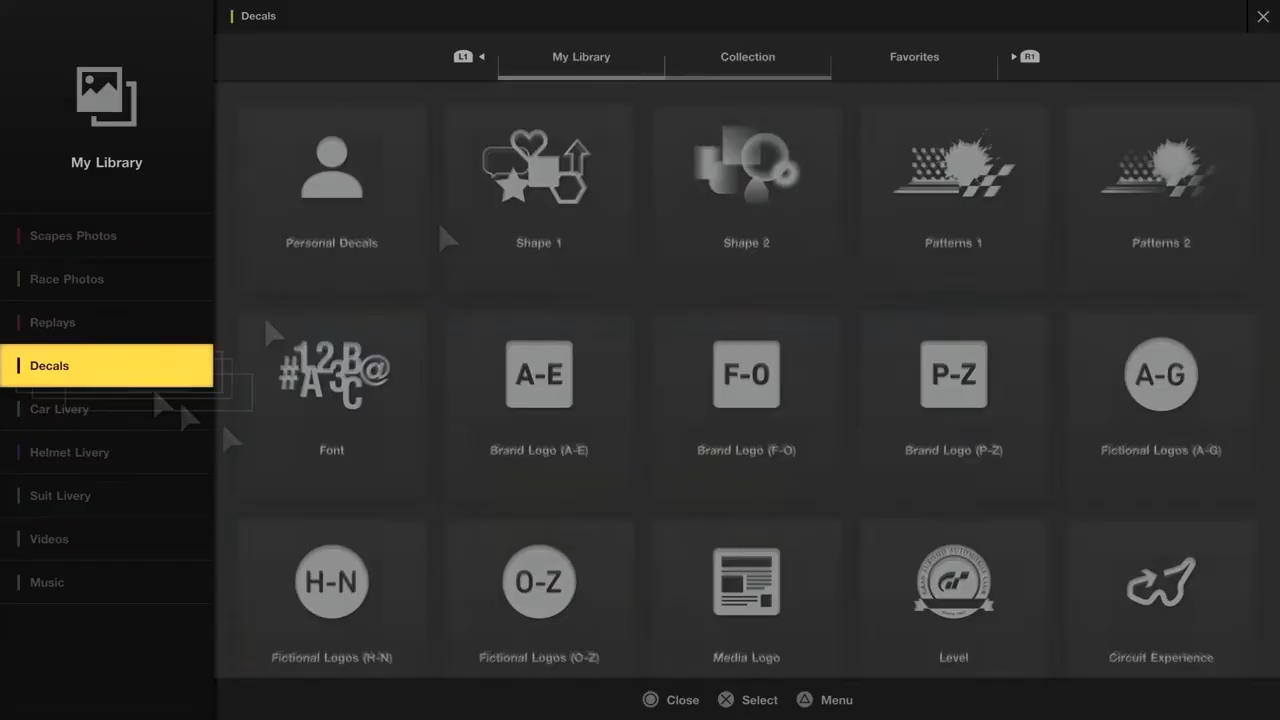 Decals
L1
My Library
Collection
Favorites
R1
My Library
Scapes Photos
Race Photos
Replays
Decals
Car Livery
Helmet Livery
Suit Livery
Videos
Music
Personal Decals
Shape 1
Shape 2
Patterns 1
Patterns 2
#123BC@A
A-E
F-O
P-Z
A-G
Font
Brand Logo (A-E)
Brand Logo (F-O)
Brand Logo (P-Z)
Fictional Logos (A-G)
H-N
O-Z
GT
Fictional Logos (H-N)
Fictional Logos (O-Z)
Media Logo
Level
Circuit Experience
Close
Select
Menu